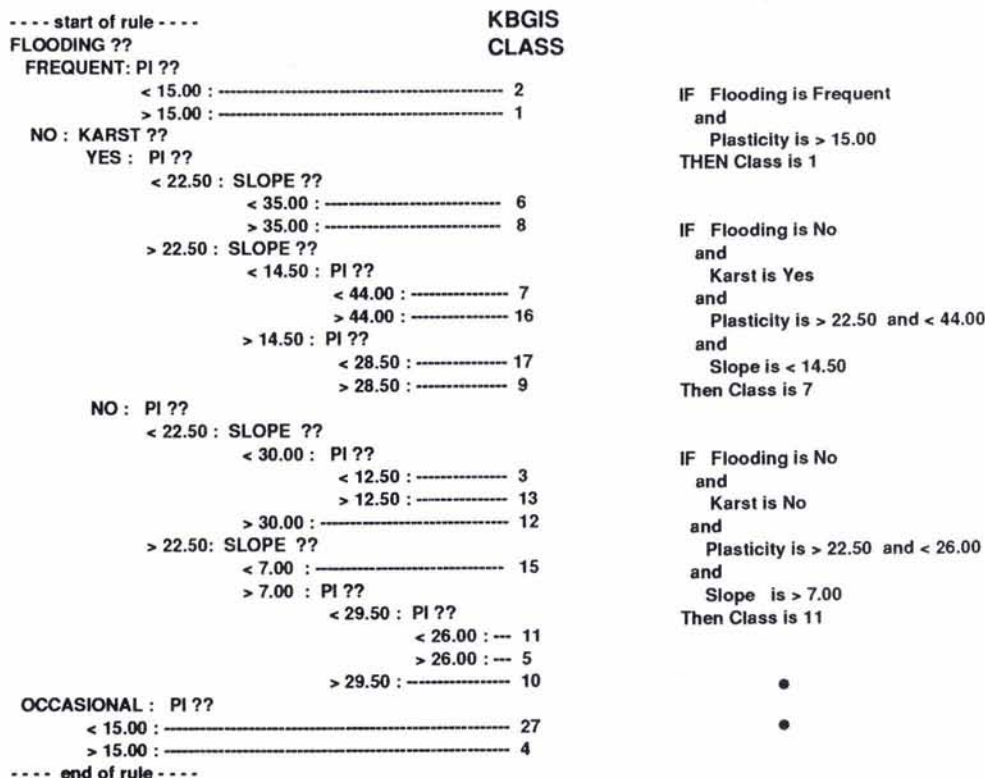 KBGIS
CLASS
- - - - start of rule - - - -
FLOODING ??
FREQUENT: PI ??
< 15.00 : ---------------------------------------------------- 2
> 15.00 : ---------------------------------------------------- 1
NO : KARST ??
YES : PI ??
< 22.50 : SLOPE ??
< 35.00 : -------------------------------- 6
> 35.00 : -------------------------------- 8
> 22.50 : SLOPE ??
< 14.50 : PI ??
< 44.00 : ----------------- 7
> 44.00 : ----------------- 16
> 14.50 : PI ??
< 28.50 : ---------------- 17
> 28.50 : ---------------- 9
NO : PI ??
< 22.50 : SLOPE ??
< 30.00 : PI ??
< 12.50 : ---------------- 3
> 12.50 : ---------------- 13
> 30.00 : ---------------------------------- 12
> 22.50: SLOPE ??
< 7.00 : ----------------------------------- 15
> 7.00 : PI ??
< 29.50 : PI ??
< 26.00 : --- 11
> 26.00 : --- 5
> 29.50 : ------------------- 10
OCCASIONAL : PI ??
< 15.00 : --------------------------------------------------------------- 27
> 15.00 : --------------------------------------------------------------- 4
- - - - end of rule - - - -
IF Flooding is Frequent
and
Plasticity is > 15.00
THEN Class is 1
IF Flooding is No
and
Karst is Yes
and
Plasticity is > 22.50 and < 44.00
and
Slope is < 14.50
Then Class is 7
IF Flooding is No
and
Karst is No
and
Plasticity is > 22.50 and < 26.00
and
Slope is > 7.00
Then Class is 11